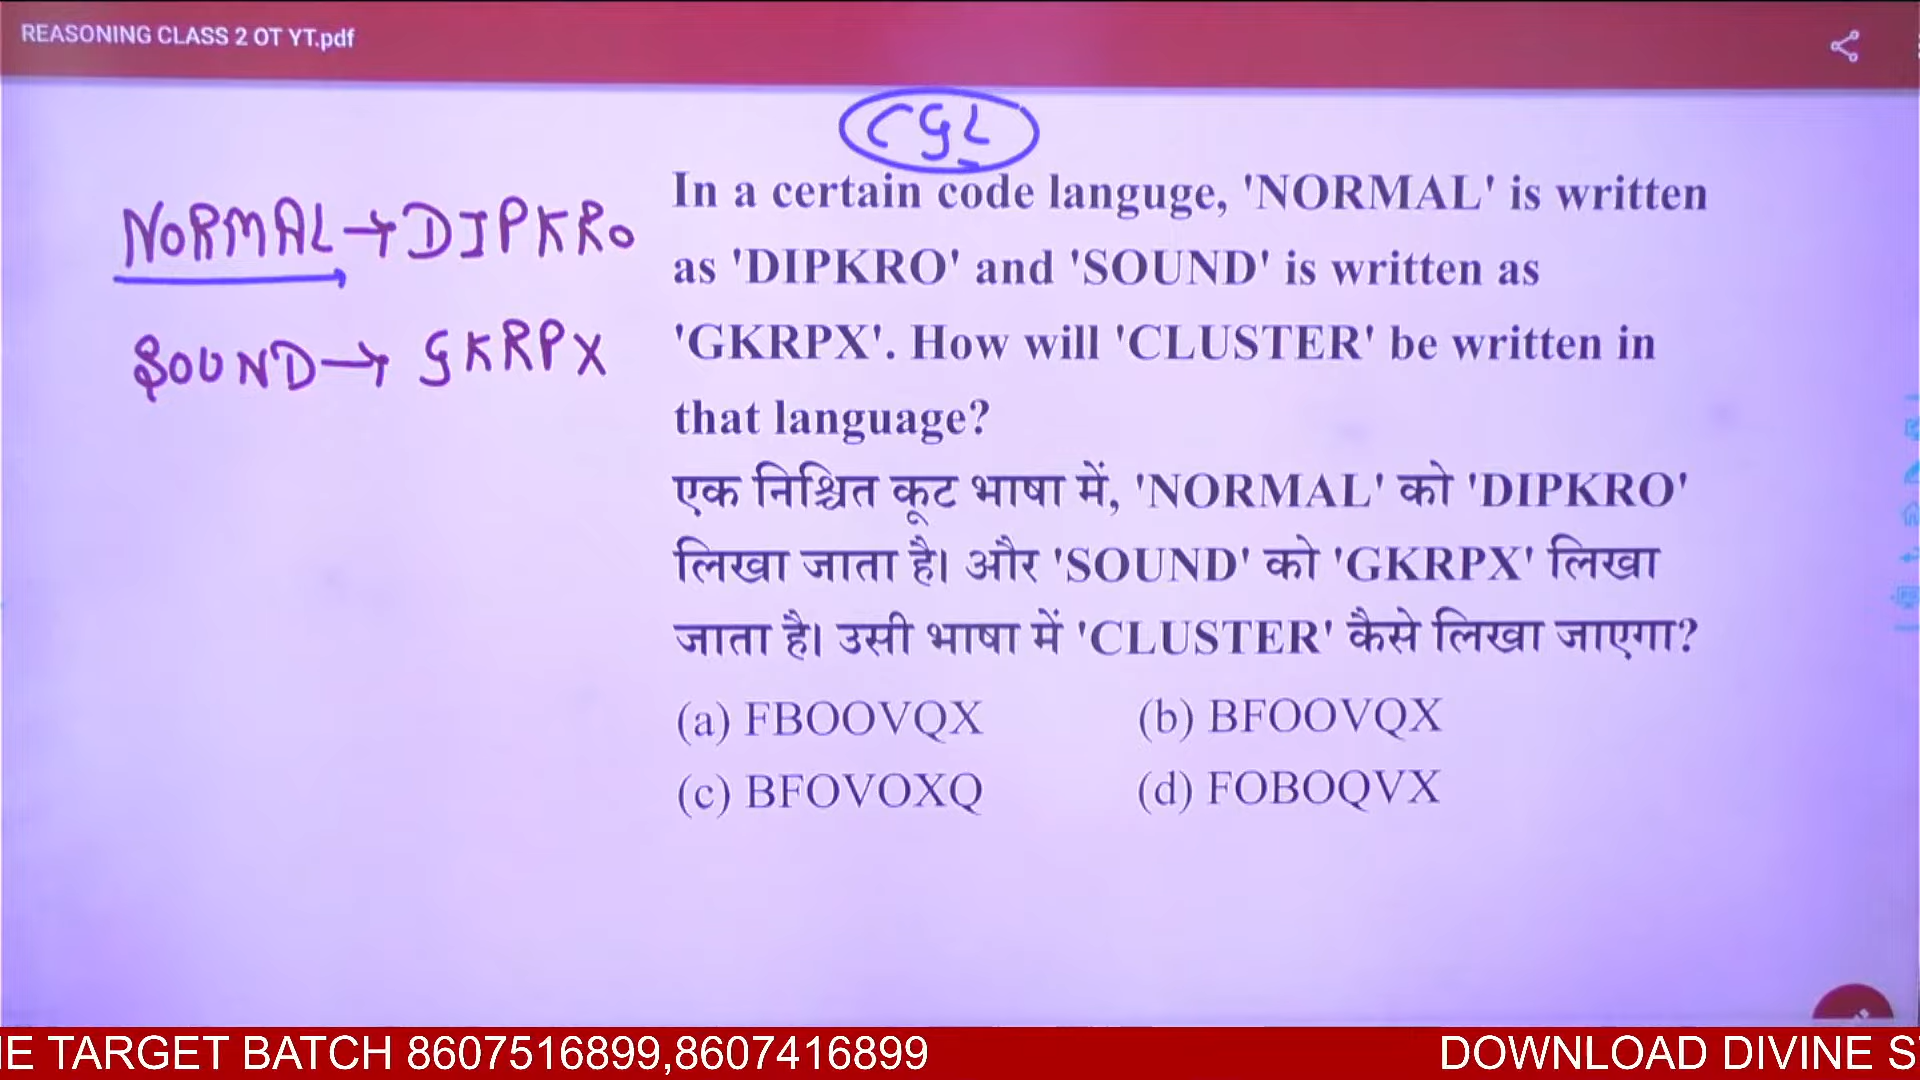 REASONING CLASS 2 OT YT.pdf
CGL
NORMAL → DIPKRO
SOUND → GKRPX
In a certain code languge, 'NORMAL' is written
as 'DIPKRO' and 'SOUND' is written as
'GKRPX'. How will 'CLUSTER' be written in
that language?
एक निश्चित कूट भाषा में, 'NORMAL' को 'DIPKRO'
लिखा जाता है। और 'SOUND' को 'GKRPX' लिखा
जाता है। उसी भाषा में 'CLUSTER' कैसे लिखा जाएगा?
(a) FBOOVQX (b) BFOOVQX
(c) BFOVOXQ (d) FOBOQVX
E TARGET BATCH 8607516899,8607416899 DOWNLOAD DIVINE S